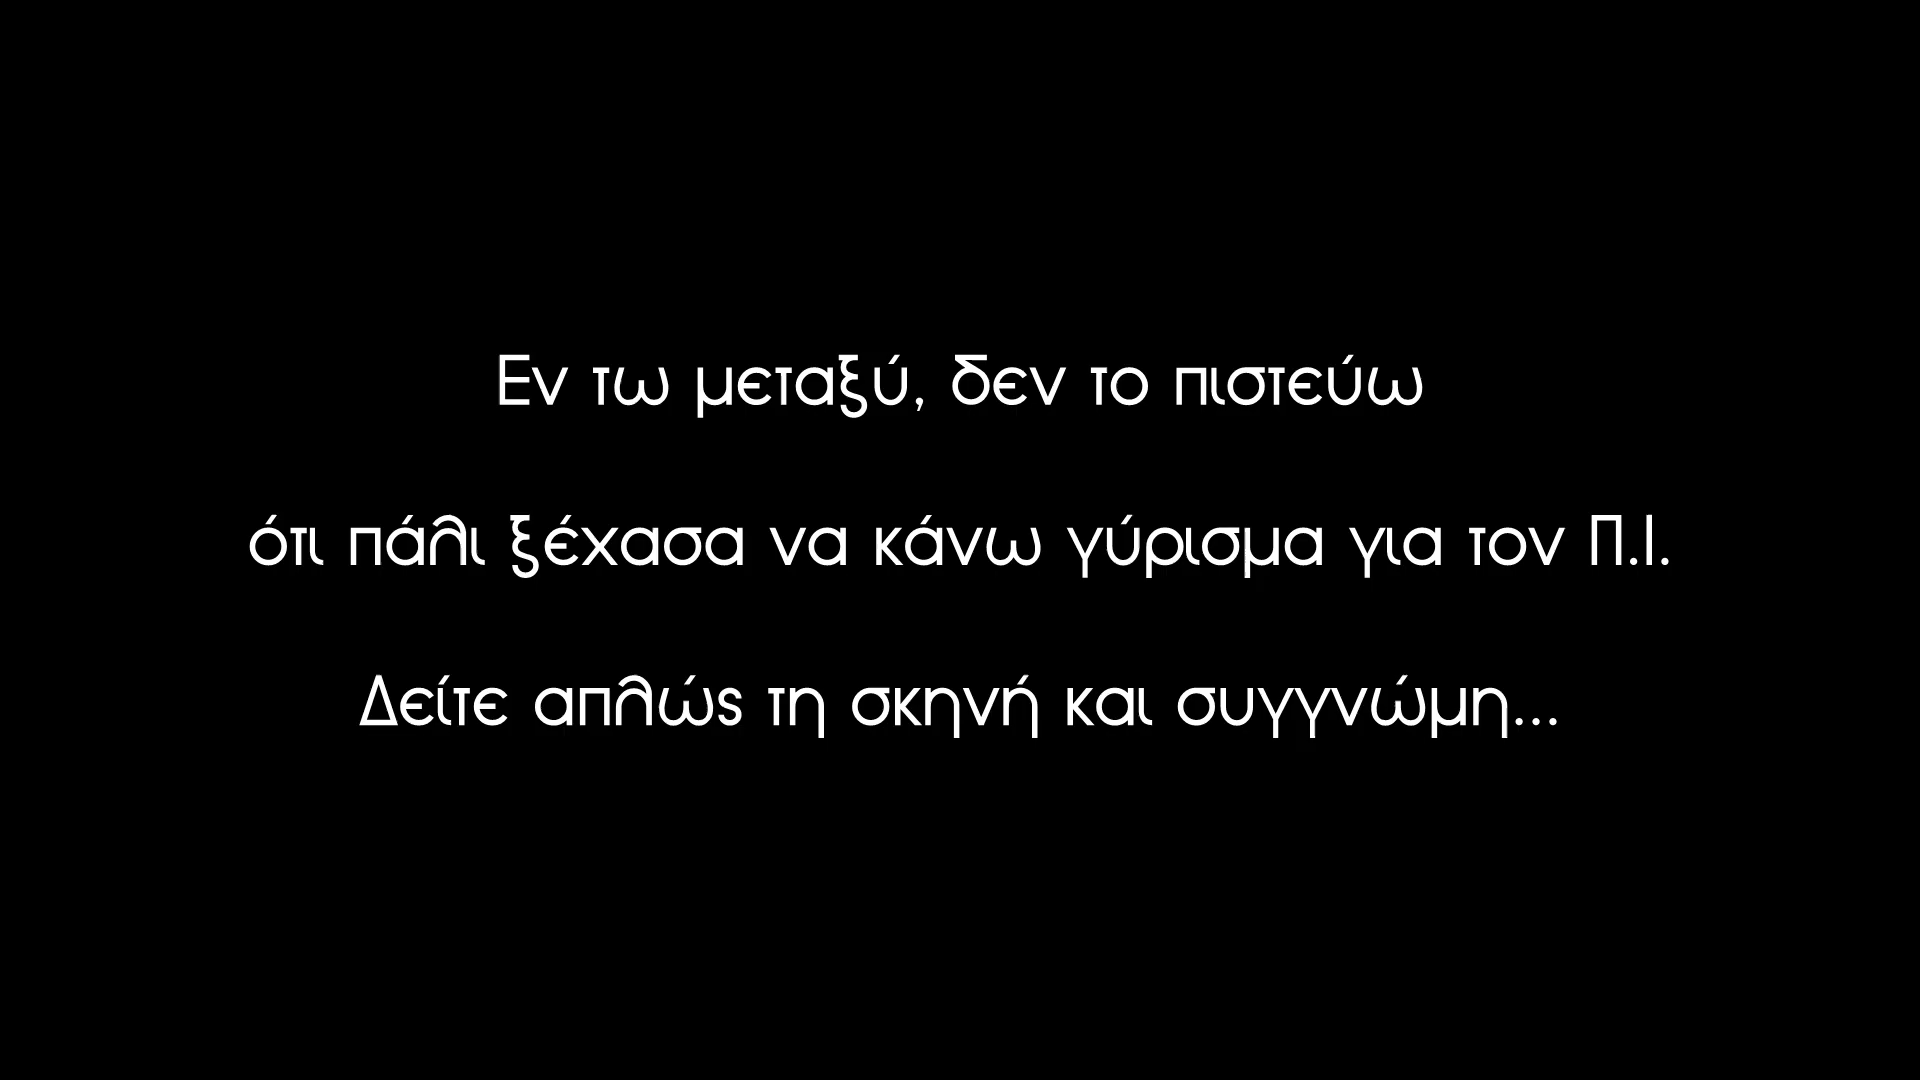 Εν τω μεταξύ, δεν το πιστεύω
ότι πάλι ξέχασα να κάνω γύρισμα για τον Π.Ι.
Δείτε απλώς τη σκηνή και συγγνώμη...